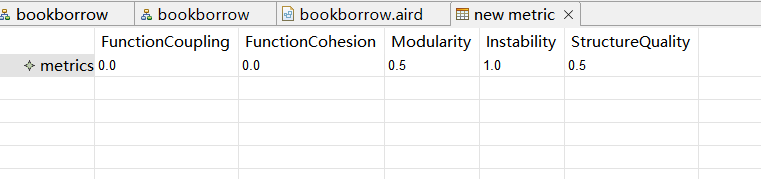 bookborrow bookborrow bookborrow.aird new metric
FunctionCoupling FunctionCohesion Modularity Instability StructureQuality
metrics 0.0 0.0 0.5 1.0 0.5